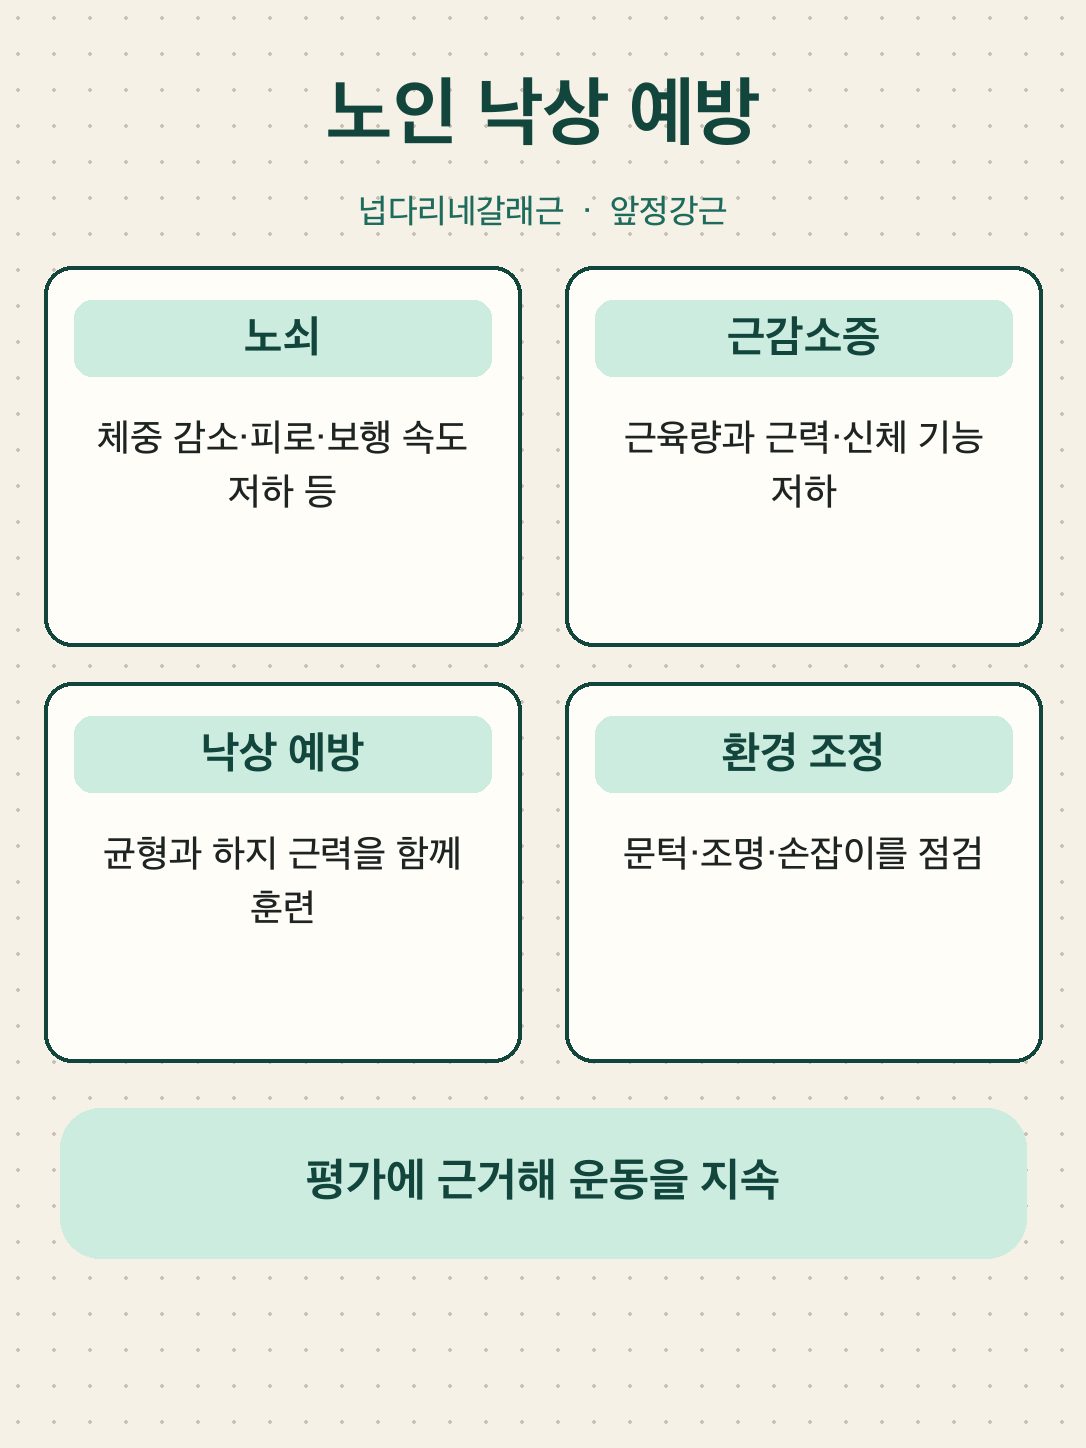 노인 낙상 예방
넙다리네갈래근 · 앞정강근
노쇠
체중 감소·피로·보행 속도
저하 등
근감소증
근육량과 근력·신체 기능
저하
낙상 예방
균형과 하지 근력을 함께
훈련
환경 조정
문턱·조명·손잡이를 점검
평가에 근거해 운동을 지속